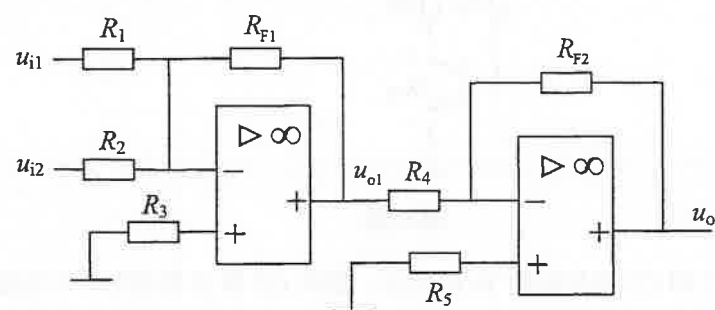 R1
RF1
RF2
ui1
R2
▷ ∞
▷ ∞
ui2
−
uo1
R4
R3
+
−
uo
+
+
R5
+